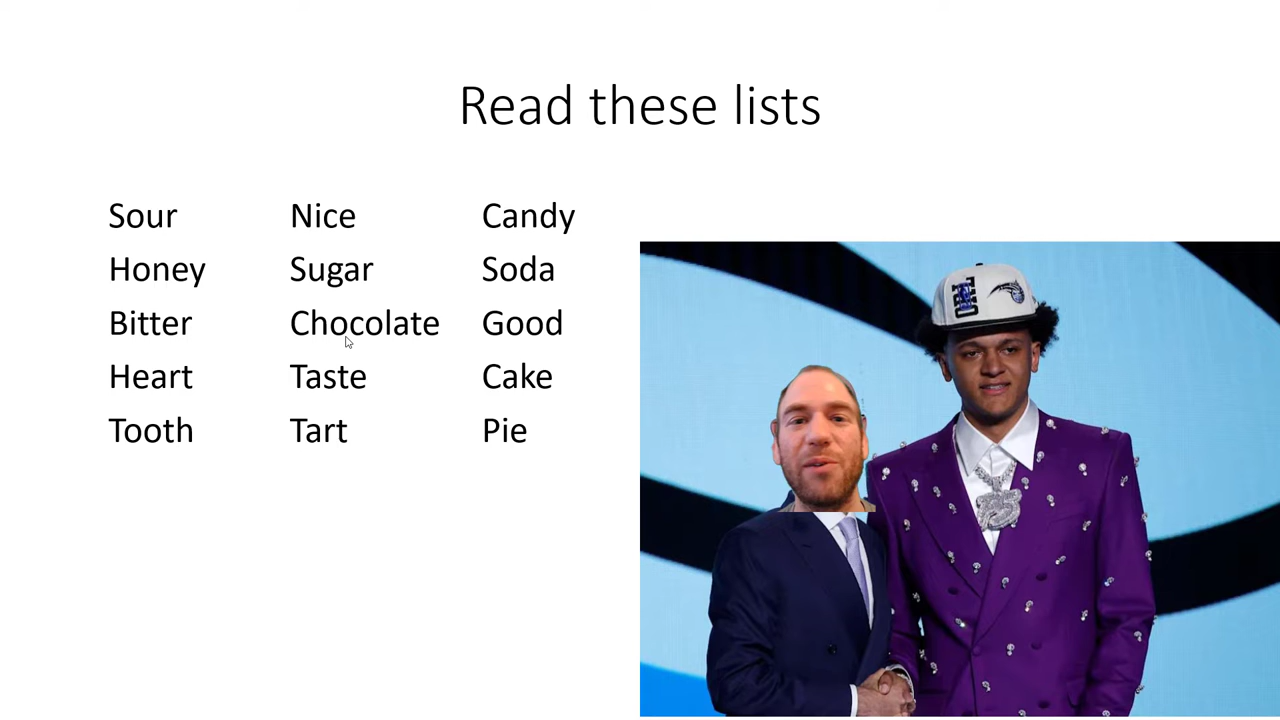 Read these lists
Sour Nice Candy
Honey Sugar Soda
Bitter Chocolate Good
Heart Taste Cake
Tooth Tart Pie